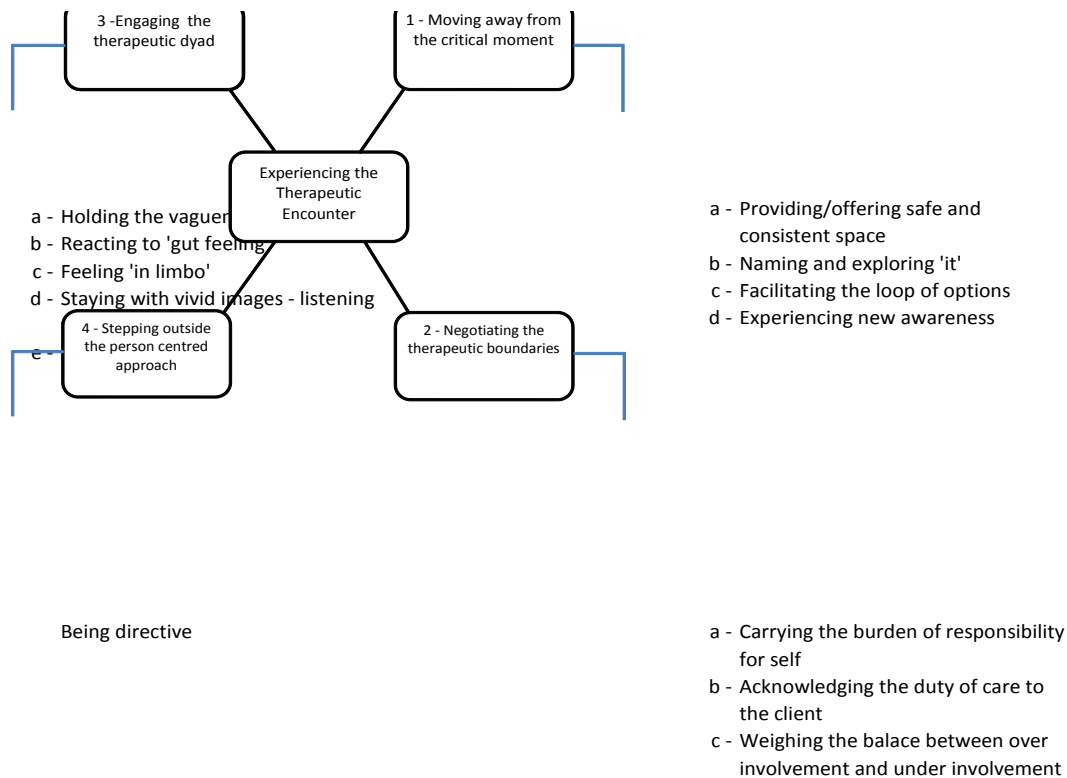 3 -Engaging the
therapeutic dyad
1 - Moving away from
the critical moment
Experiencing the
Therapeutic
Encounter
a - Holding the vaguer
b - Reacting to 'gut feeling
c - Feeling 'in limbo'
d - Staying with vivid images - listening
e -
a - Providing/offering safe and
consistent space
b - Naming and exploring 'it'
c - Facilitating the loop of options
d - Experiencing new awareness
4 - Stepping outside
the person centred
approach
2 - Negotiating the
therapeutic boundaries
Being directive
a - Carrying the burden of responsibility
for self
b - Acknowledging the duty of care to
the client
c - Weighing the balace between over
involvement and under involvement